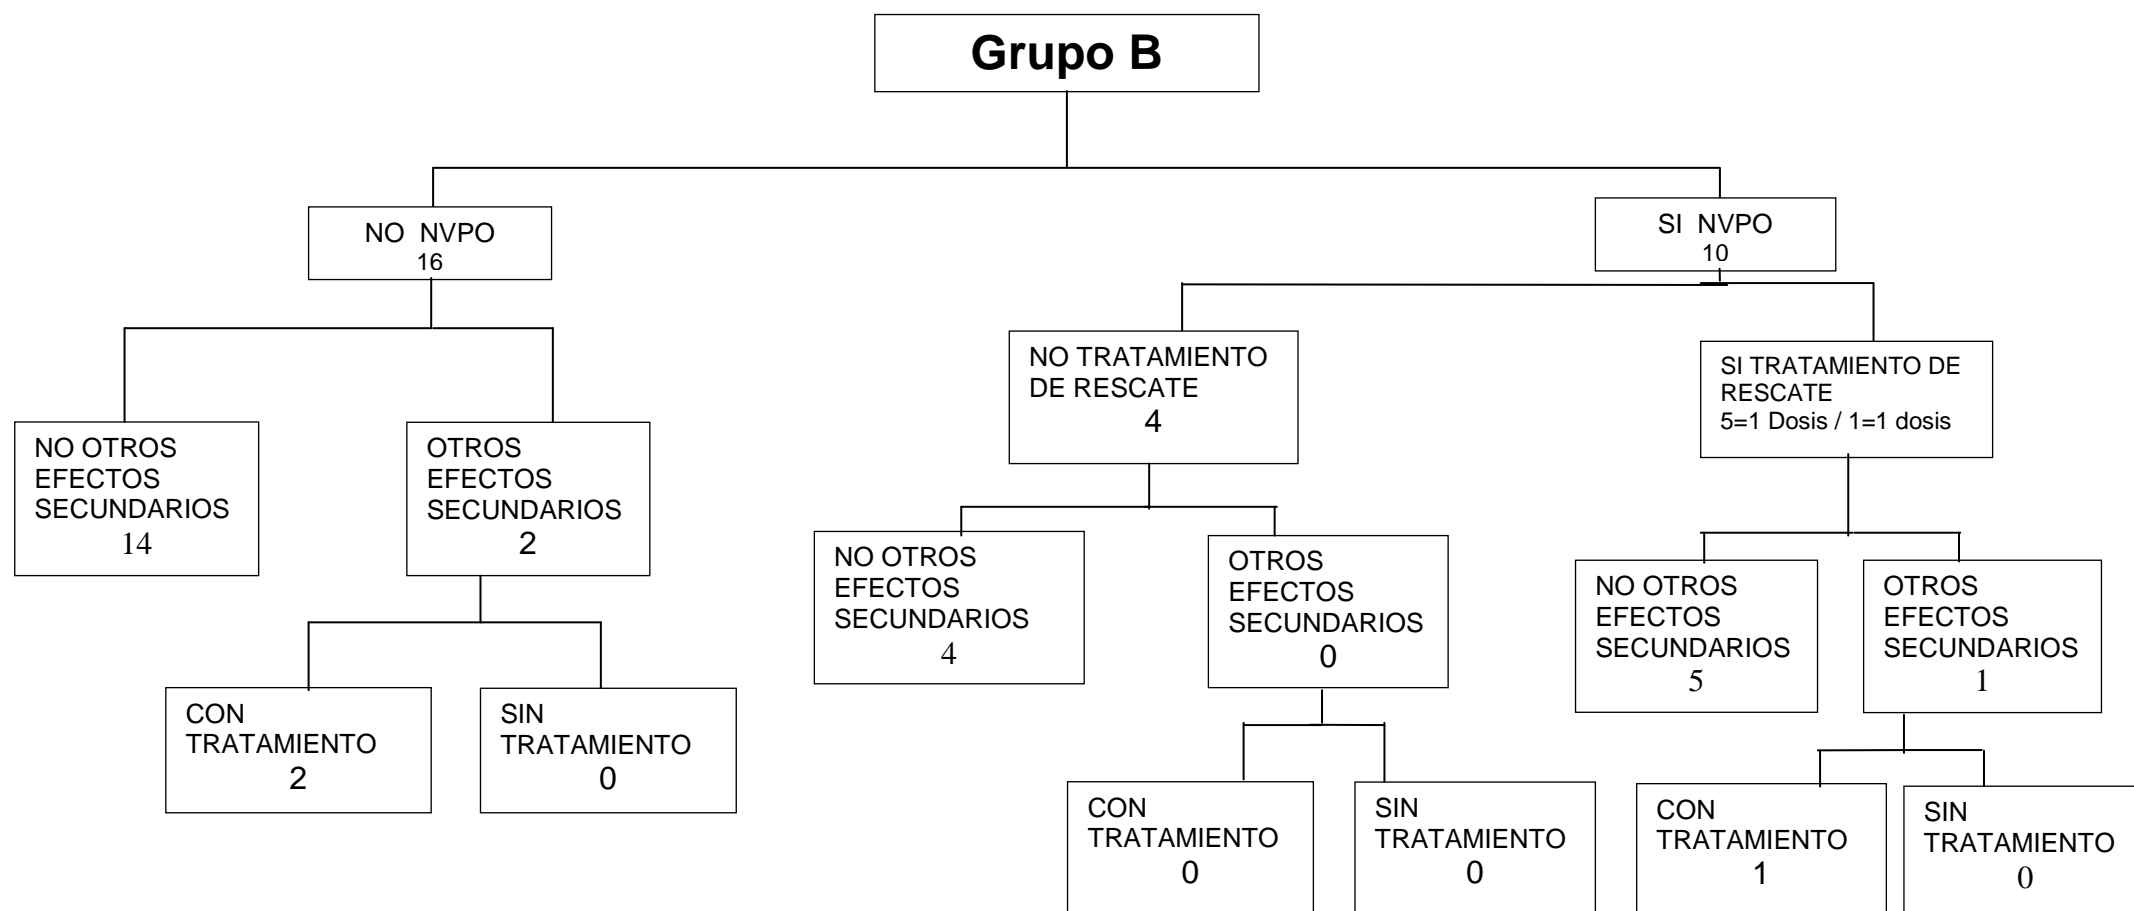 Grupo B
NO NVPO
16
SI NVPO
10
NO OTROS
EFECTOS
SECUNDARIOS
14
OTROS
EFECTOS
SECUNDARIOS
2
CON
TRATAMIENTO
2
SIN
TRATAMIENTO
0
NO TRATAMIENTO
DE RESCATE
4
SI TRATAMIENTO DE
RESCATE
5=1 Dosis / 1=1 dosis
NO OTROS
EFECTOS
SECUNDARIOS
4
OTROS
EFECTOS
SECUNDARIOS
0
CON
TRATAMIENTO
0
SIN
TRATAMIENTO
0
NO OTROS
EFECTOS
SECUNDARIOS
5
OTROS
EFECTOS
SECUNDARIOS
1
CON
TRATAMIENTO
1
SIN
TRATAMIENTO
0